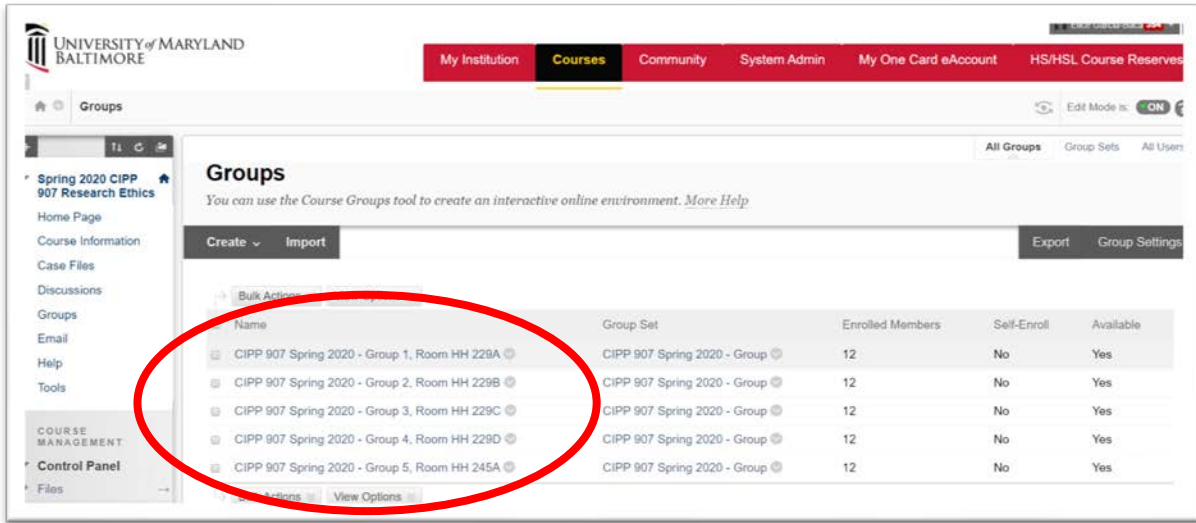 UNIVERSITY of MARYLAND
BALTIMORE
My Institution Courses Community System Admin My One Card eAccount HS/HSL Course Reserves
Groups Edit Mode is: ON
All Groups Group Sets All Users
Spring 2020 CIPP
907 Research Ethics
Home Page
Course Information
Case Files
Discussions
Groups
Email
Help
Tools
COURSE
MANAGEMENT
Control Panel
Files
Groups
You can use the Course Groups tool to create an interactive online environment. More Help
Create Import Export Group Settings
Bulk Actions
Name Group Set Enrolled Members Self-Enroll Available
CIPP 907 Spring 2020 - Group 1, Room HH 229A CIPP 907 Spring 2020 - Group 12 No Yes
CIPP 907 Spring 2020 - Group 2, Room HH 229B CIPP 907 Spring 2020 - Group 12 No Yes
CIPP 907 Spring 2020 - Group 3, Room HH 229C CIPP 907 Spring 2020 - Group 12 No Yes
CIPP 907 Spring 2020 - Group 4, Room HH 229D CIPP 907 Spring 2020 - Group 12 No Yes
CIPP 907 Spring 2020 - Group 5, Room HH 245A CIPP 907 Spring 2020 - Group 12 No Yes
Bulk Actions View Options